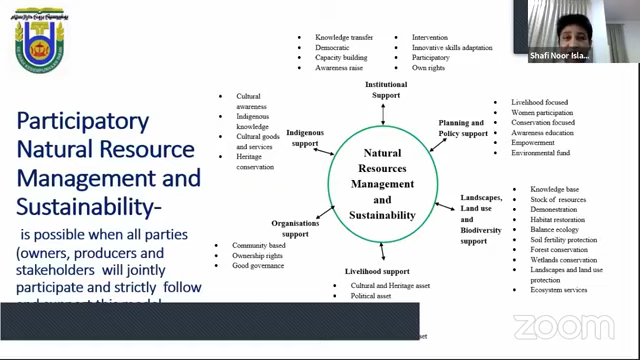 Participatory
Natural Resource
Management and
Sustainability-
is possible when all parties
(owners, producers and
stakeholders will jointly
participate and strictly follow
Knowledge transfer
Democratic
Capacity building
Awareness raise
Intervention
Innovative skills adaptation
Participatory
Own rights
Institutional
Support
Cultural
awareness
Indigenous
knowledge
Cultural goods
and services
Heritage
conservation
Indigenous
support
Planning and
Policy support
Livelihood focused
Women participation
Conservation focused
Awareness education
Empowerment
Environmental fund
Natural
Resources
Management
and
Sustainability
Landscapes,
Land use
and
Biodiversity
support
Knowledge base
Stock of resources
Demonestration
Habitat restoration
Balance ecology
Soil fertility protection
Forest conservation
Wetlands conservation
Landscapes and land use
protection
Ecosystem services
Organisations
support
Community based
Ownership rights
Good governance
Livelihood support
Cultural and Heritage asset
Political asset
Shafi Noor Isla...
zoom